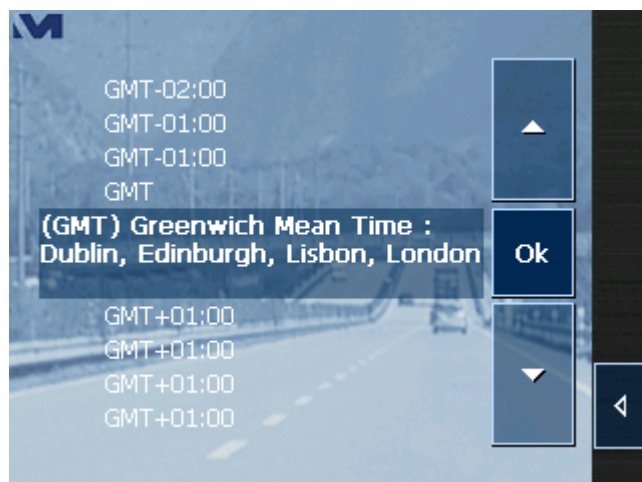 M
GMT-02:00
GMT-01:00
GMT-01:00
GMT
(GMT) Greenwich Mean Time :
Dublin, Edinburgh, Lisbon, London
Ok
GMT+01:00
GMT+01:00
GMT+01:00
GMT+01:00